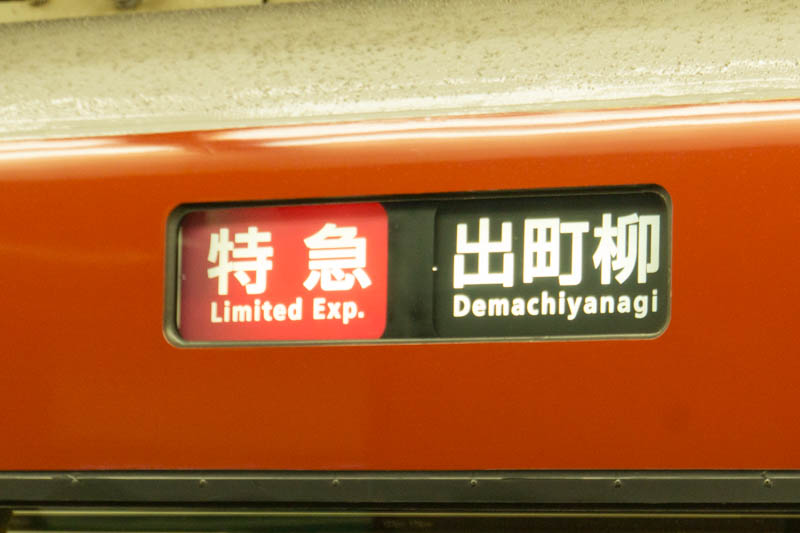 特急
Limited Exp.
出町柳
Demachiyanagi